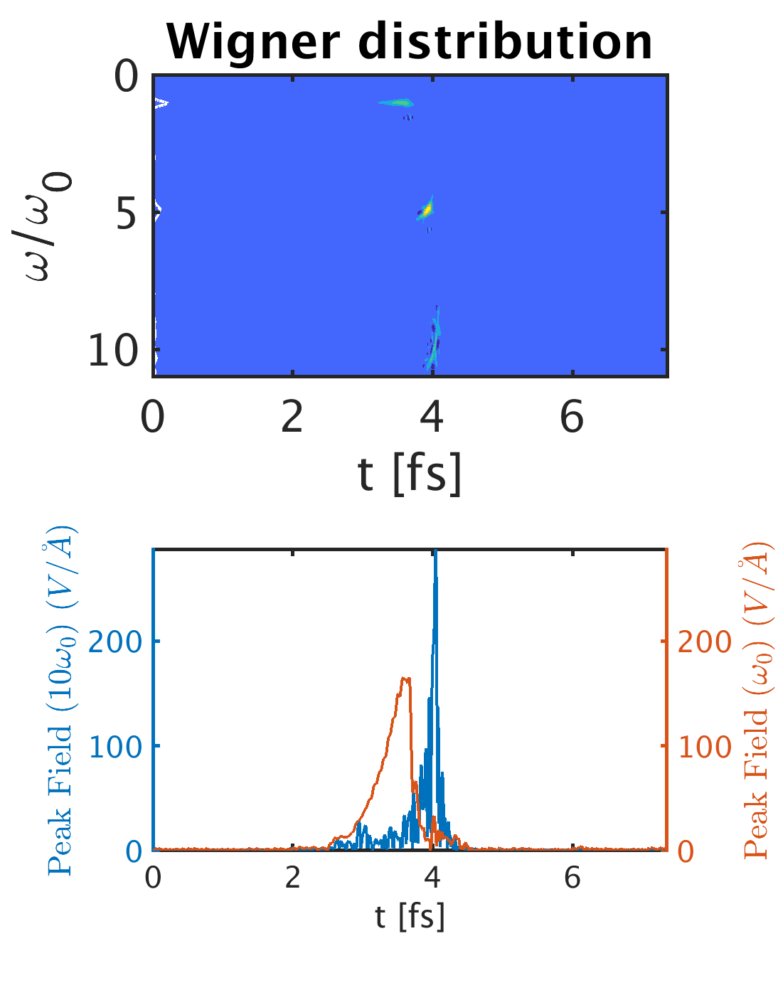 Wigner distribution
0
5
10
ω/ω₀
0 2 4 6
t [fs]
Peak Field (10ω₀) (V/Å)
200
100
0
200
100
0
Peak Field (ω₀) (V/Å)
0 2 4 6
t [fs]